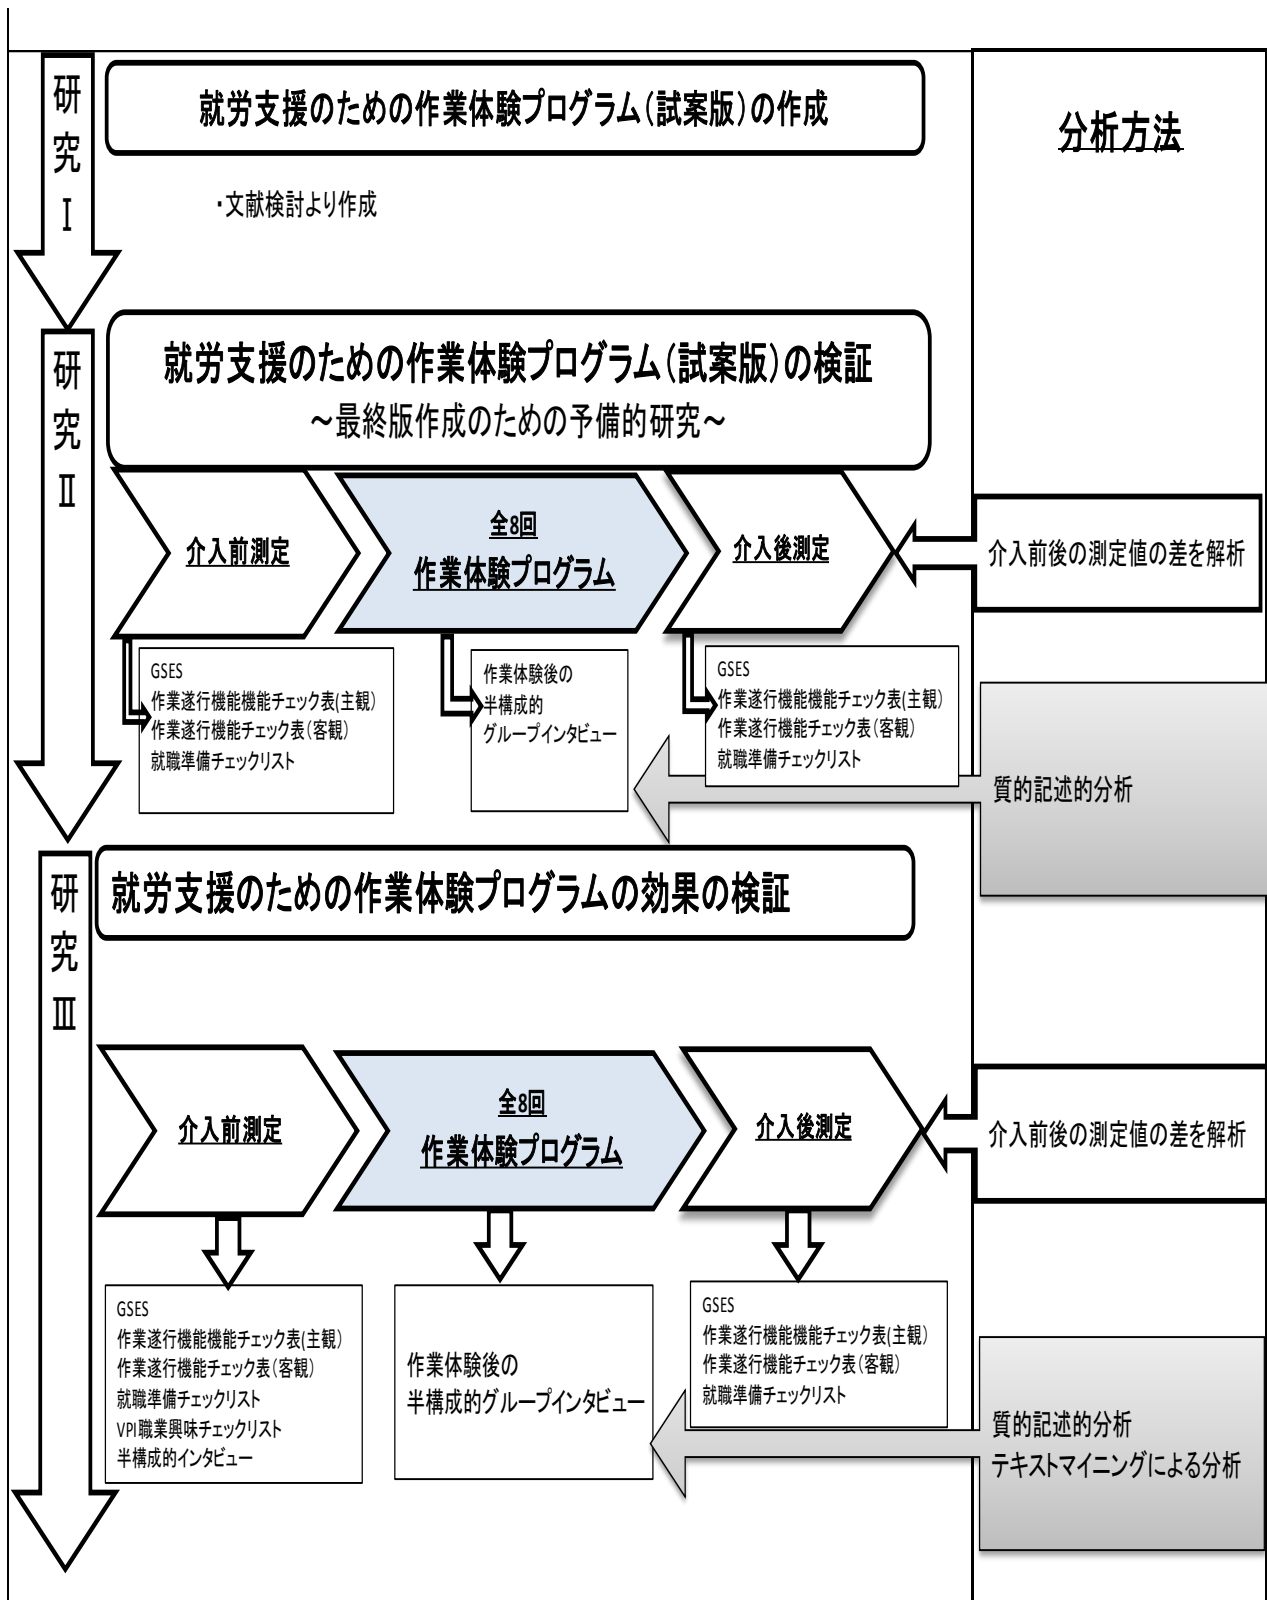 研
究
Ⅰ
就労支援のための作業体験プログラム（試案版）の作成
・文献検討より作成
分析方法
研
究
Ⅱ
就労支援のための作業体験プログラム（試案版）の検証
～最終版作成のための予備的研究～
介入前測定
全8回
作業体験プログラム
介入後測定
介入前後の測定値の差を解析
GSES
作業遂行機能機能チェック表(主観）
作業遂行機能チェック表（客観）
就職準備チェックリスト
作業体験後の
半構成的
グループインタビュー
GSES
作業遂行機能機能チェック表(主観）
作業遂行機能チェック表（客観）
就職準備チェックリスト
質的記述的分析
研
究
Ⅲ
就労支援のための作業体験プログラムの効果の検証
介入前測定
全8回
作業体験プログラム
介入後測定
介入前後の測定値の差を解析
GSES
作業遂行機能機能チェック表(主観）
作業遂行機能チェック表（客観）
就職準備チェックリスト
VPI職業興味チェックリスト
半構成的インタビュー
作業体験後の
半構成的グループインタビュー
GSES
作業遂行機能機能チェック表(主観）
作業遂行機能チェック表（客観）
就職準備チェックリスト
質的記述的分析
テキストマイニングによる分析